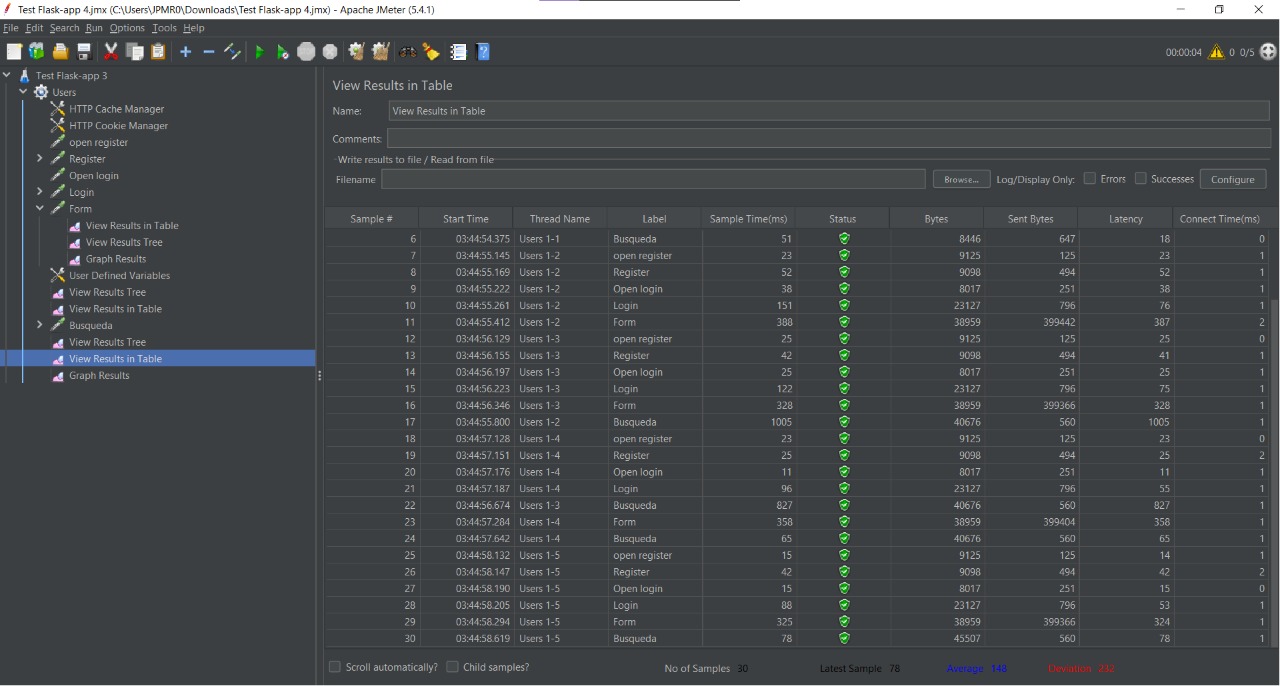 Test Flask-app 4.jmx (C:\Users\JPMR0\Downloads\Test Flask-app 4.jmx) - Apache JMeter (5.4.1)
File Edit Search Run Options Tools Help
00:00:04 0 0/5
Test Flask-app 3
Users
HTTP Cache Manager
HTTP Cookie Manager
open register
Register
Open login
Login
Form
View Results in Table
View Results Tree
Graph Results
User Defined Variables
View Results Tree
View Results in Table
Busqueda
View Results Tree
View Results in Table
Graph Results
View Results in Table
Name: View Results in Table
Comments:
Write results to file / Read from file
Filename Browse... Log/Display Only: Errors Successes Configure
Sample # Start Time Thread Name Label Sample Time(ms) Status Bytes Sent Bytes Latency Connect Time(ms)
6 03:44:54.375 Users 1-1 Busqueda 51 8446 647 18 0
7 03:44:55.145 Users 1-2 open register 23 9125 125 23 1
8 03:44:55.169 Users 1-2 Register 52 9098 494 52 1
9 03:44:55.222 Users 1-2 Open login 38 8017 251 38 1
10 03:44:55.261 Users 1-2 Login 151 23127 796 76 1
11 03:44:55.412 Users 1-2 Form 388 38959 399442 387 2
12 03:44:56.129 Users 1-3 open register 25 9125 125 25 0
13 03:44:56.155 Users 1-3 Register 42 9098 494 41 1
14 03:44:56.197 Users 1-3 Open login 25 8017 251 25 1
15 03:44:56.223 Users 1-3 Login 122 23127 796 75 1
16 03:44:56.346 Users 1-3 Form 328 38959 399366 328 1
17 03:44:55.800 Users 1-2 Busqueda 1005 40676 560 1005 1
18 03:44:57.128 Users 1-4 open register 23 9125 125 23 0
19 03:44:57.151 Users 1-4 Register 25 9098 494 25 2
20 03:44:57.176 Users 1-4 Open login 11 8017 251 11 1
21 03:44:57.187 Users 1-4 Login 96 23127 796 55 1
22 03:44:56.674 Users 1-3 Busqueda 827 40676 560 827 1
23 03:44:57.284 Users 1-4 Form 358 38959 399404 358 1
24 03:44:57.642 Users 1-4 Busqueda 65 40676 560 65 1
25 03:44:58.132 Users 1-5 open register 15 9125 125 14 1
26 03:44:58.147 Users 1-5 Register 42 9098 494 42 2
27 03:44:58.190 Users 1-5 Open login 15 8017 251 15 0
28 03:44:58.205 Users 1-5 Login 88 23127 796 53 1
29 03:44:58.294 Users 1-5 Form 325 38959 399366 324 1
30 03:44:58.619 Users 1-5 Busqueda 78 45507 560 78 1
Scroll automatically? Child samples? No of Samples 30 Latest Sample 78 Average 148 Deviation 232